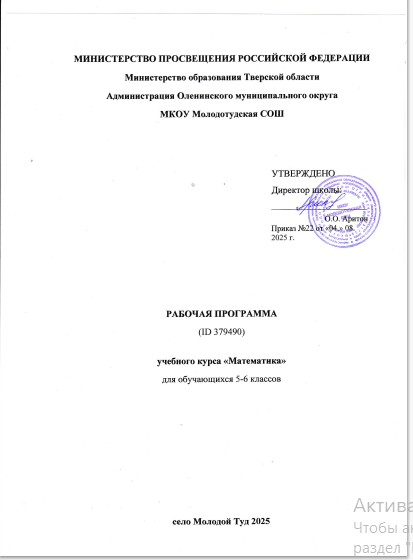 МИНИСТЕРСТВО ПРОСВЕЩЕНИЯ РОССИЙСКОЙ ФЕДЕРАЦИИ
Министерство образования Тверской области
Администрация Оленинского муниципального округа
МКОУ Молодотудская СОШ
УТВЕРЖДЕНО
Директор школы:
О.О. Аритон
Приказ №22 от «04 » 08.
2025 г.
РАБОЧАЯ ПРОГРАММА
(ID 379490)
учебного курса «Математика»
для обучающихся 5-6 классов
село Молодой Туд 2025
Актива
Чтобы ак
раздел "